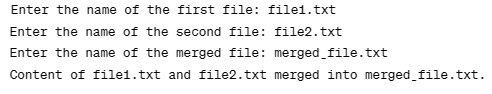 Enter the name of the first file: file1.txt
Enter the name of the second file: file2.txt
Enter the name of the merged file: merged_file.txt
Content of file1.txt and file2.txt merged into merged_file.txt.